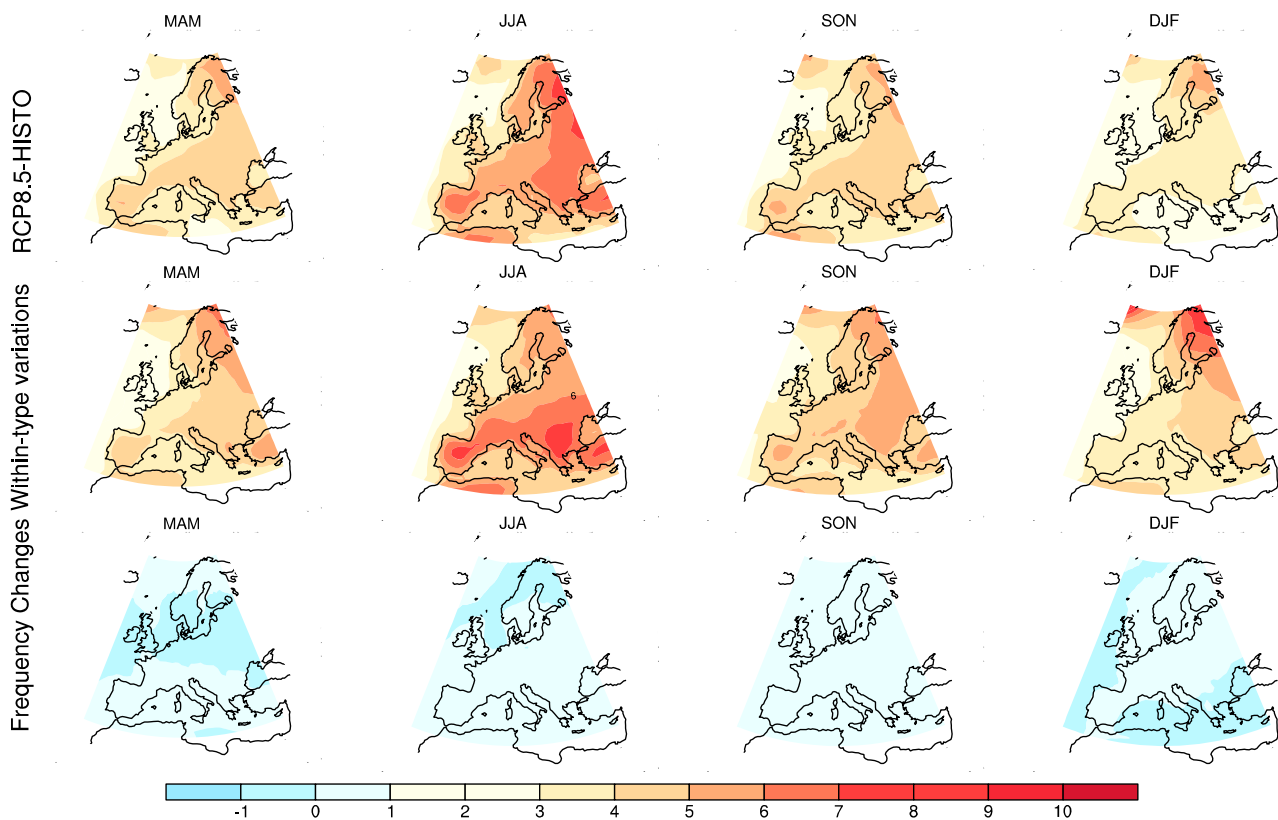 MAM JJA SON DJF
RCP8.5-HISTO
MAM JJA SON DJF
Within-type variations
6
MAM JJA SON DJF
Frequency Changes
-1 0 1 2 3 4 5 6 7 8 9 10